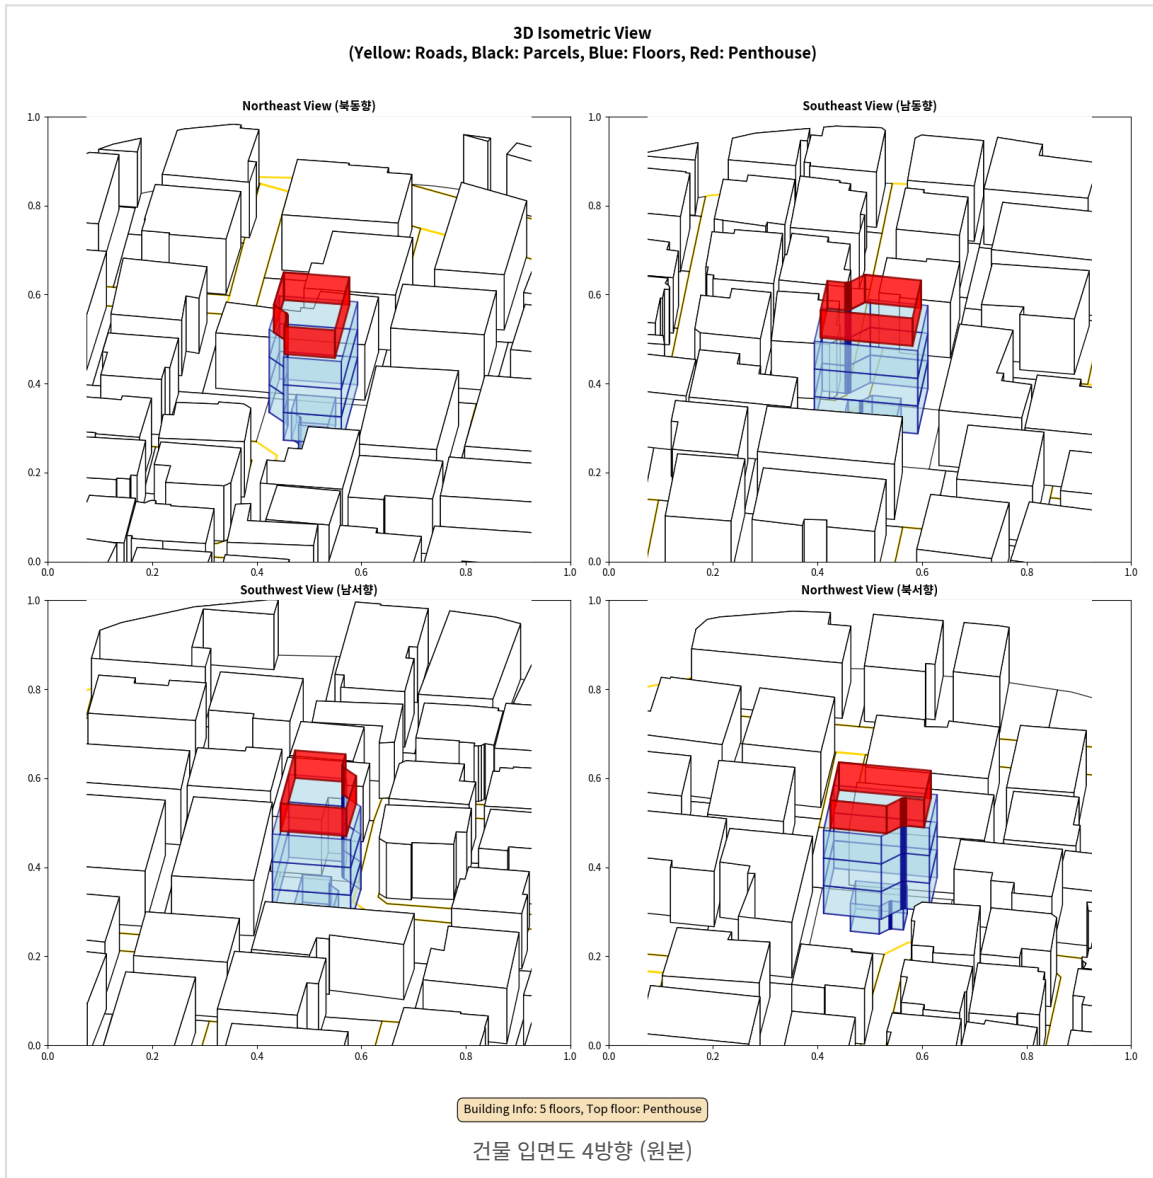 3D Isometric View
(Yellow: Roads, Black: Parcels, Blue: Floors, Red: Penthouse)
Northeast View (북동향)
1.0
0.8
0.6
0.4
0.2
0.0
0.0 0.2 0.4 0.6 0.8 1.0
Southeast View (남동향)
1.0
0.8
0.6
0.4
0.2
0.0
0.0 0.2 0.4 0.6 0.8 1.0
Southwest View (남서향)
1.0
0.8
0.6
0.4
0.2
0.0
0.0 0.2 0.4 0.6 0.8 1.0
Northwest View (북서향)
1.0
0.8
0.6
0.4
0.2
0.0
0.0 0.2 0.4 0.6 0.8 1.0
Building Info: 5 floors, Top floor: Penthouse
건물 입면도 4방향 (원본)